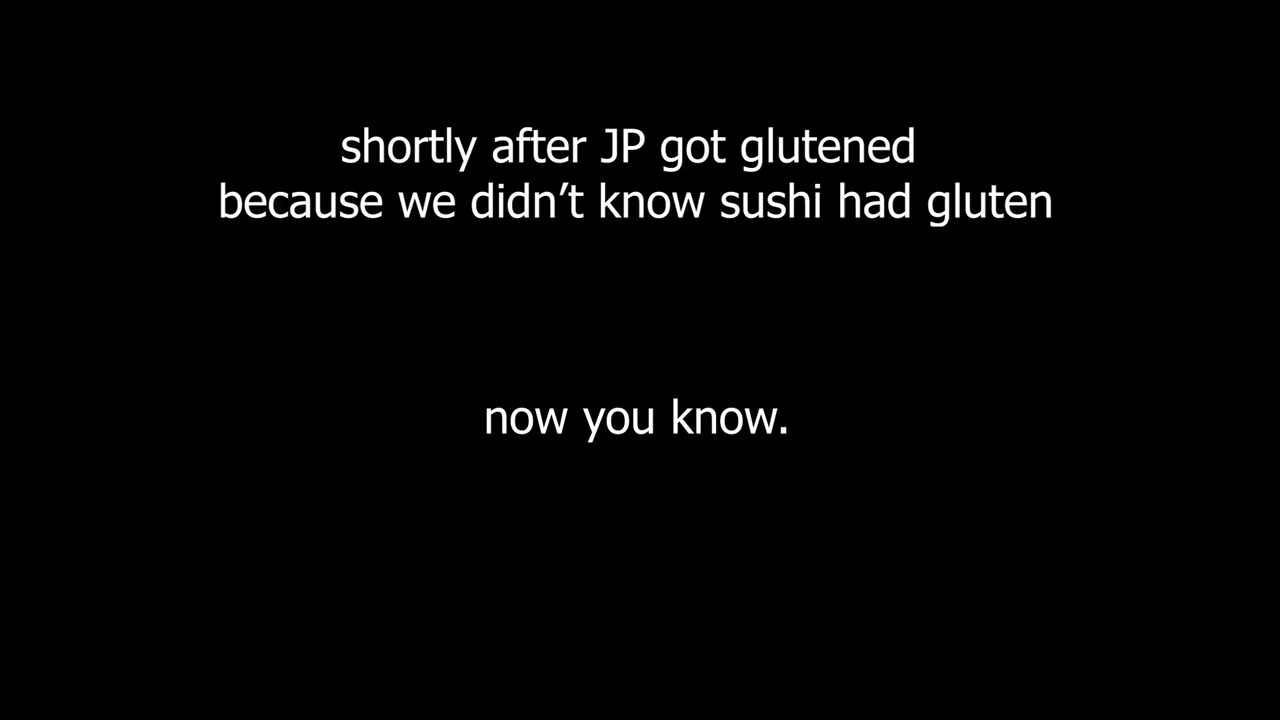 shortly after JP got glutened
because we didn’t know sushi had gluten
now you know.